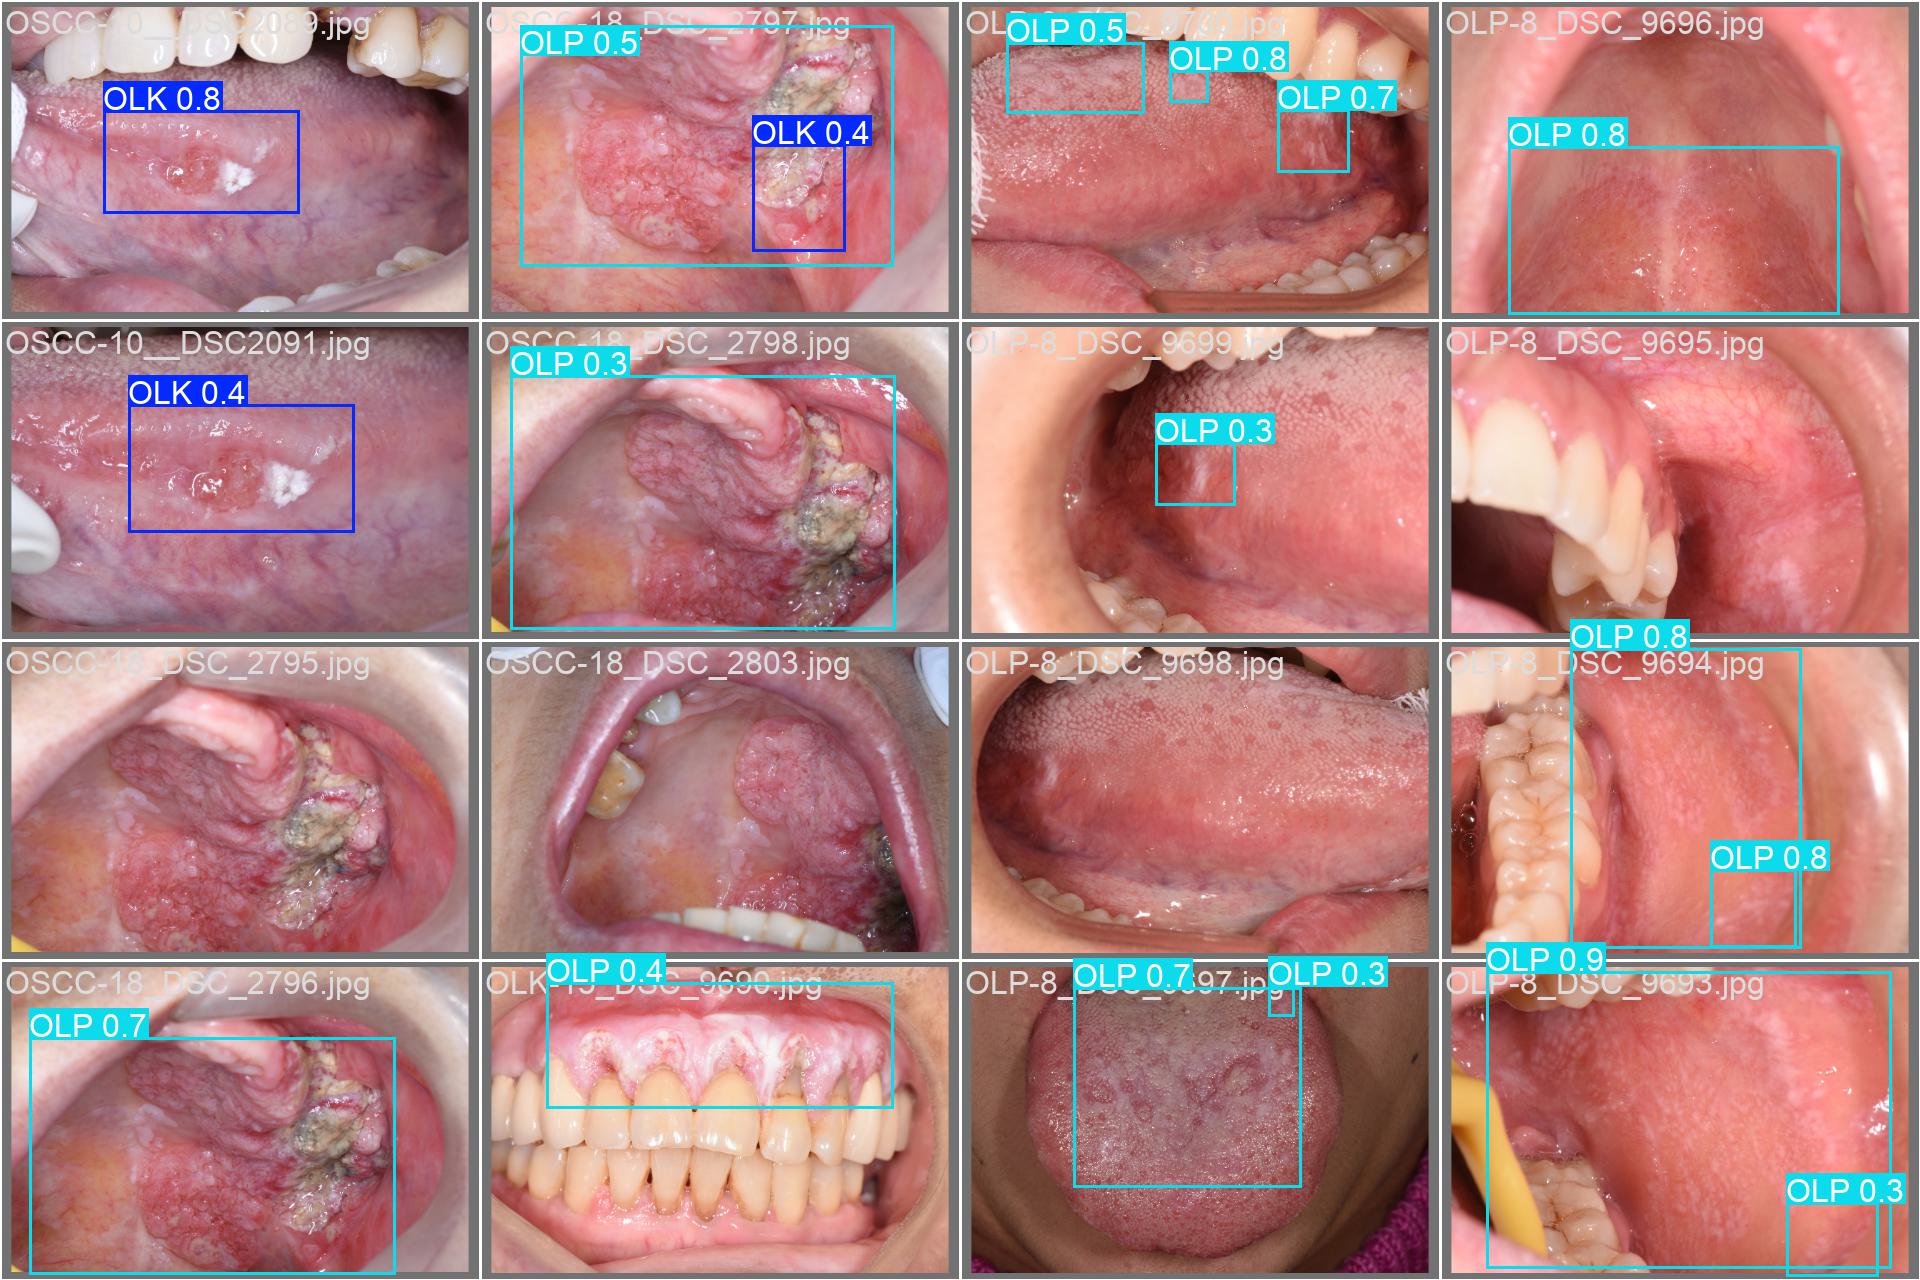 OSCC-10__DSC2089.jpg
OLK 0.8
OSCC-18_DSC_2797.jpg
OLP 0.5
OLK 0.4
OLP 0.5
OLP 0.8
OLP 0.7
OLP-8_DSC_9696.jpg
OLP 0.8
OSCC-10__DSC2091.jpg
OLK 0.4
OSCC-18_DSC_2798.jpg
OLP 0.3
OLP-8_DSC_9699.jpg
OLP 0.3
OLP-8_DSC_9695.jpg
OSCC-18_DSC_2795.jpg
OSCC-18_DSC_2803.jpg
OLP-8_DSC_9698.jpg
OLP 0.8
OLP-8_DSC_9694.jpg
OLP 0.8
OSCC-18_DSC_2796.jpg
OLP 0.7
OLP 0.4
OLP 0.7
OLP 0.3
OLP 0.9
OLP-8_DSC_9693.jpg
OLP 0.3